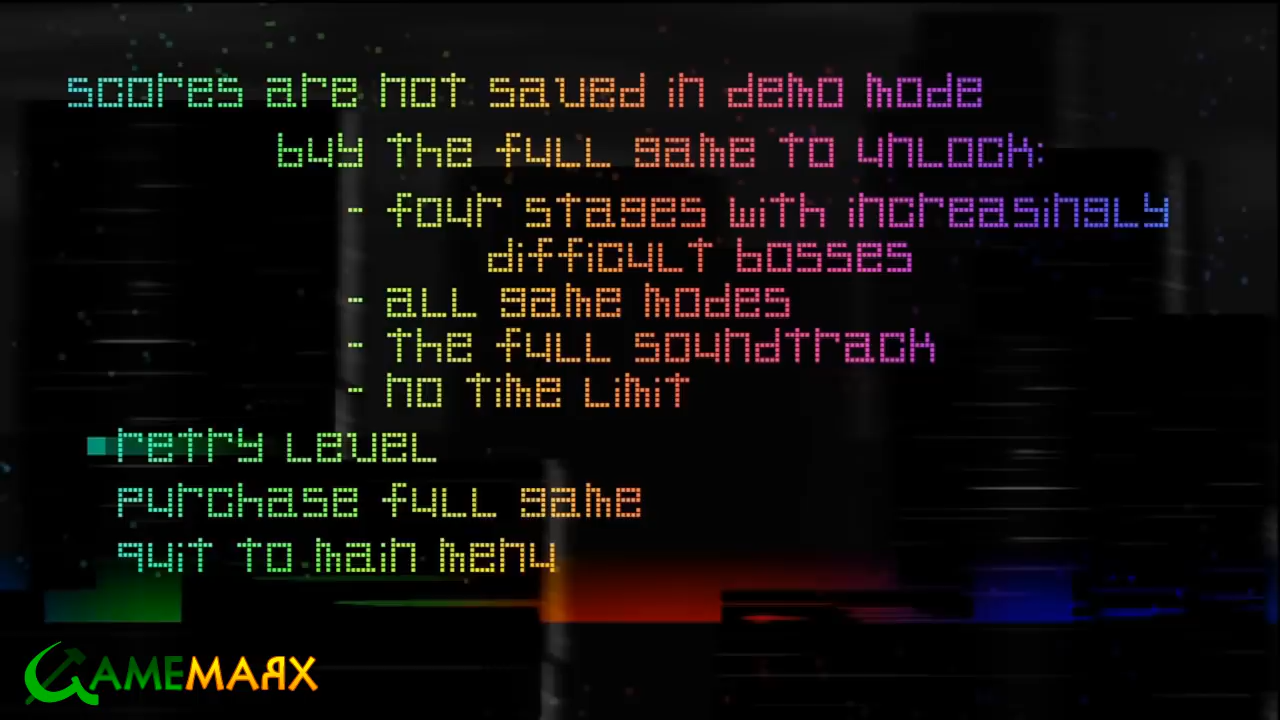 scores are not saved in demo mode
buy the full game to unlock:
- four stages with increasingly
difficult bosses
- all game modes
- the full soundtrack
- no time limit
retry level
purchase full game
quit to main menu
GAMEMARX